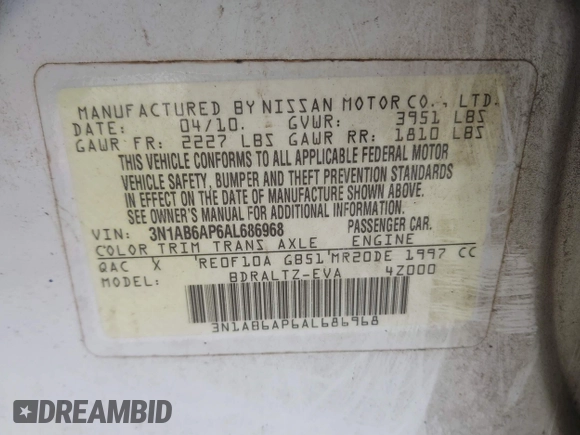 MANUFACTURED BY NISSAN MOTOR CO., LTD.
DATE: 04/10. GVWR: 3951 LBS
GAWR FR: 2227 LBS GAWR RR: 1810 LBS
THIS VEHICLE CONFORMS TO ALL APPLICABLE FEDERAL MOTOR
VEHICLE SAFETY, BUMPER AND THEFT PREVENTION STANDARDS
IN EFFECT ON THE DATE OF MANUFACTURE SHOWN ABOVE.
SEE OWNER'S MANUAL FOR ADDITIONAL INFORMATION.
VIN: 3N1AB6AP6AL686968 PASSENGER CAR.
COLOR TRIM TRANS AXLE ENGINE
QAC X RE0F10A GB51 MR20DE 1997 CC
BDRALTZ-EVA 4Z000
3N1AB6AP6AL686968
DREAMBID